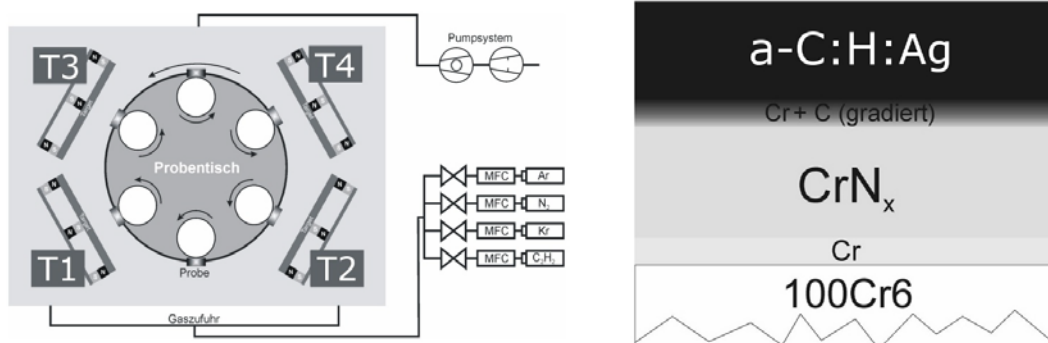 T3
T4
Pumpsystem
Probentisch
T1
T2
Probe
Gaszufuhr
MFC Ar
MFC N₂
MFC Kr
MFC C₂H₂
a-C:H:Ag
Cr + C (gradiert)
CrNₓ
Cr
100Cr6